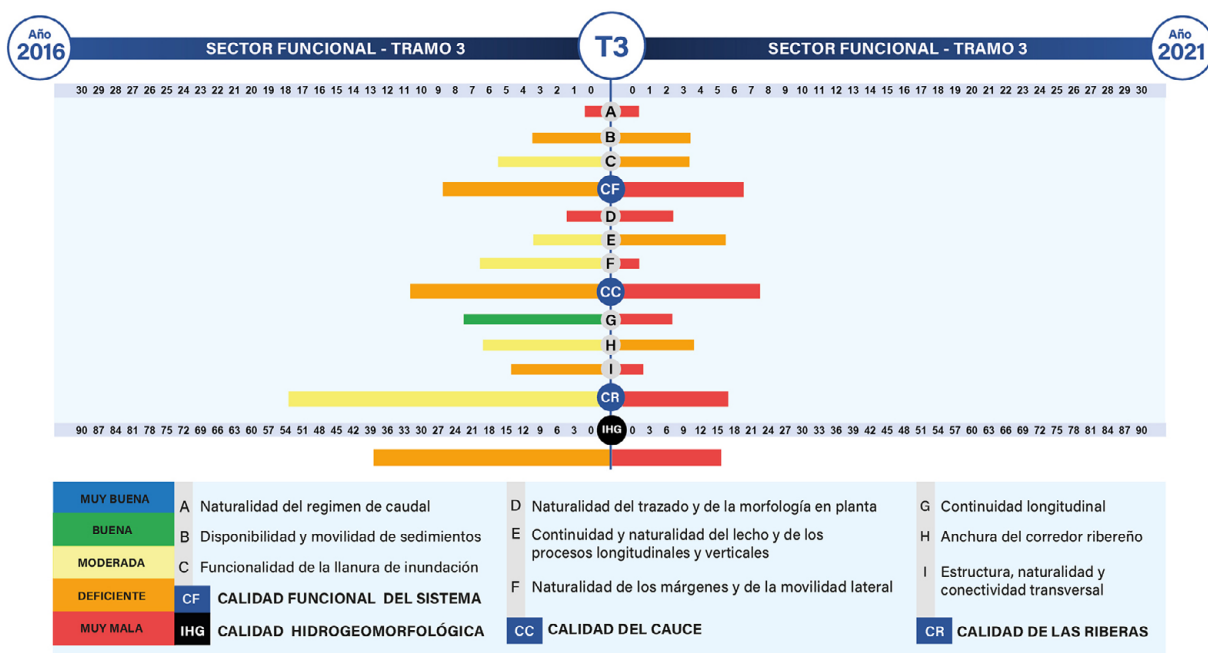 Año
2016
SECTOR FUNCIONAL - TRAMO 3
T3
SECTOR FUNCIONAL - TRAMO 3
Año
2021
30 29 28 27 26 25 24 23 22 21 20 19 18 17 16 15 14 13 12 11 10 9 8 7 6 5 4 3 2 1 0 0 1 2 3 4 5 6 7 8 9 10 11 12 13 14 15 16 17 18 19 20 21 22 23 24 25 26 27 28 29 30
A
B
C
CF
D
E
F
CC
G
H
I
CR
90 87 84 81 78 75 72 69 66 63 60 57 54 51 48 45 42 39 36 33 30 27 24 21 18 15 12 9 6 3 0 IHG 0 3 6 9 12 15 18 21 24 27 30 33 36 39 42 45 48 51 54 57 60 63 66 69 72 75 78 81 84 87 90
MUY BUENA
BUENA
MODERADA
DEFICIENTE
MUY MALA
A Naturalidad del regimen de caudal
B Disponibilidad y movilidad de sedimientos
C Funcionalidad de la llanura de inundación
CF CALIDAD FUNCIONAL DEL SISTEMA
IHG CALIDAD HIDROGEOMORFOLÓGICA
D Naturalidad del trazado y de la morfología en planta
E Continuidad y naturalidad del lecho y de los
procesos longitudinales y verticales
F Naturalidad de los márgenes y de la movilidad lateral
CC CALIDAD DEL CAUCE
G Continuidad longitudinal
H Anchura del corredor ribereño
I Estructura, naturalidad y
conectividad transversal
CR CALIDAD DE LAS RIBERAS